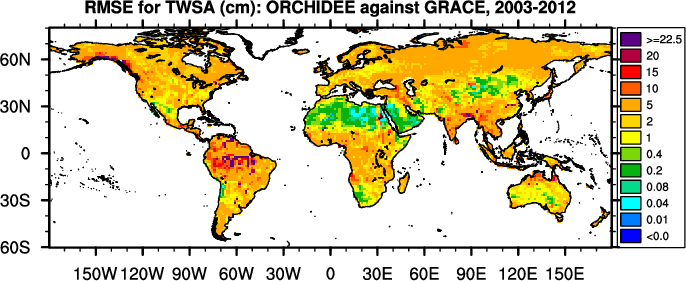 RMSE for TWSA (cm): ORCHIDEE against GRACE, 2003-2012
60N
30N
0
30S
60S
150W 120W 90W 60W 30W 0 30E 60E 90E 120E 150E
>=22.5
20
15
10
5
2
1
0.4
0.2
0.08
0.04
0.01
<0.0